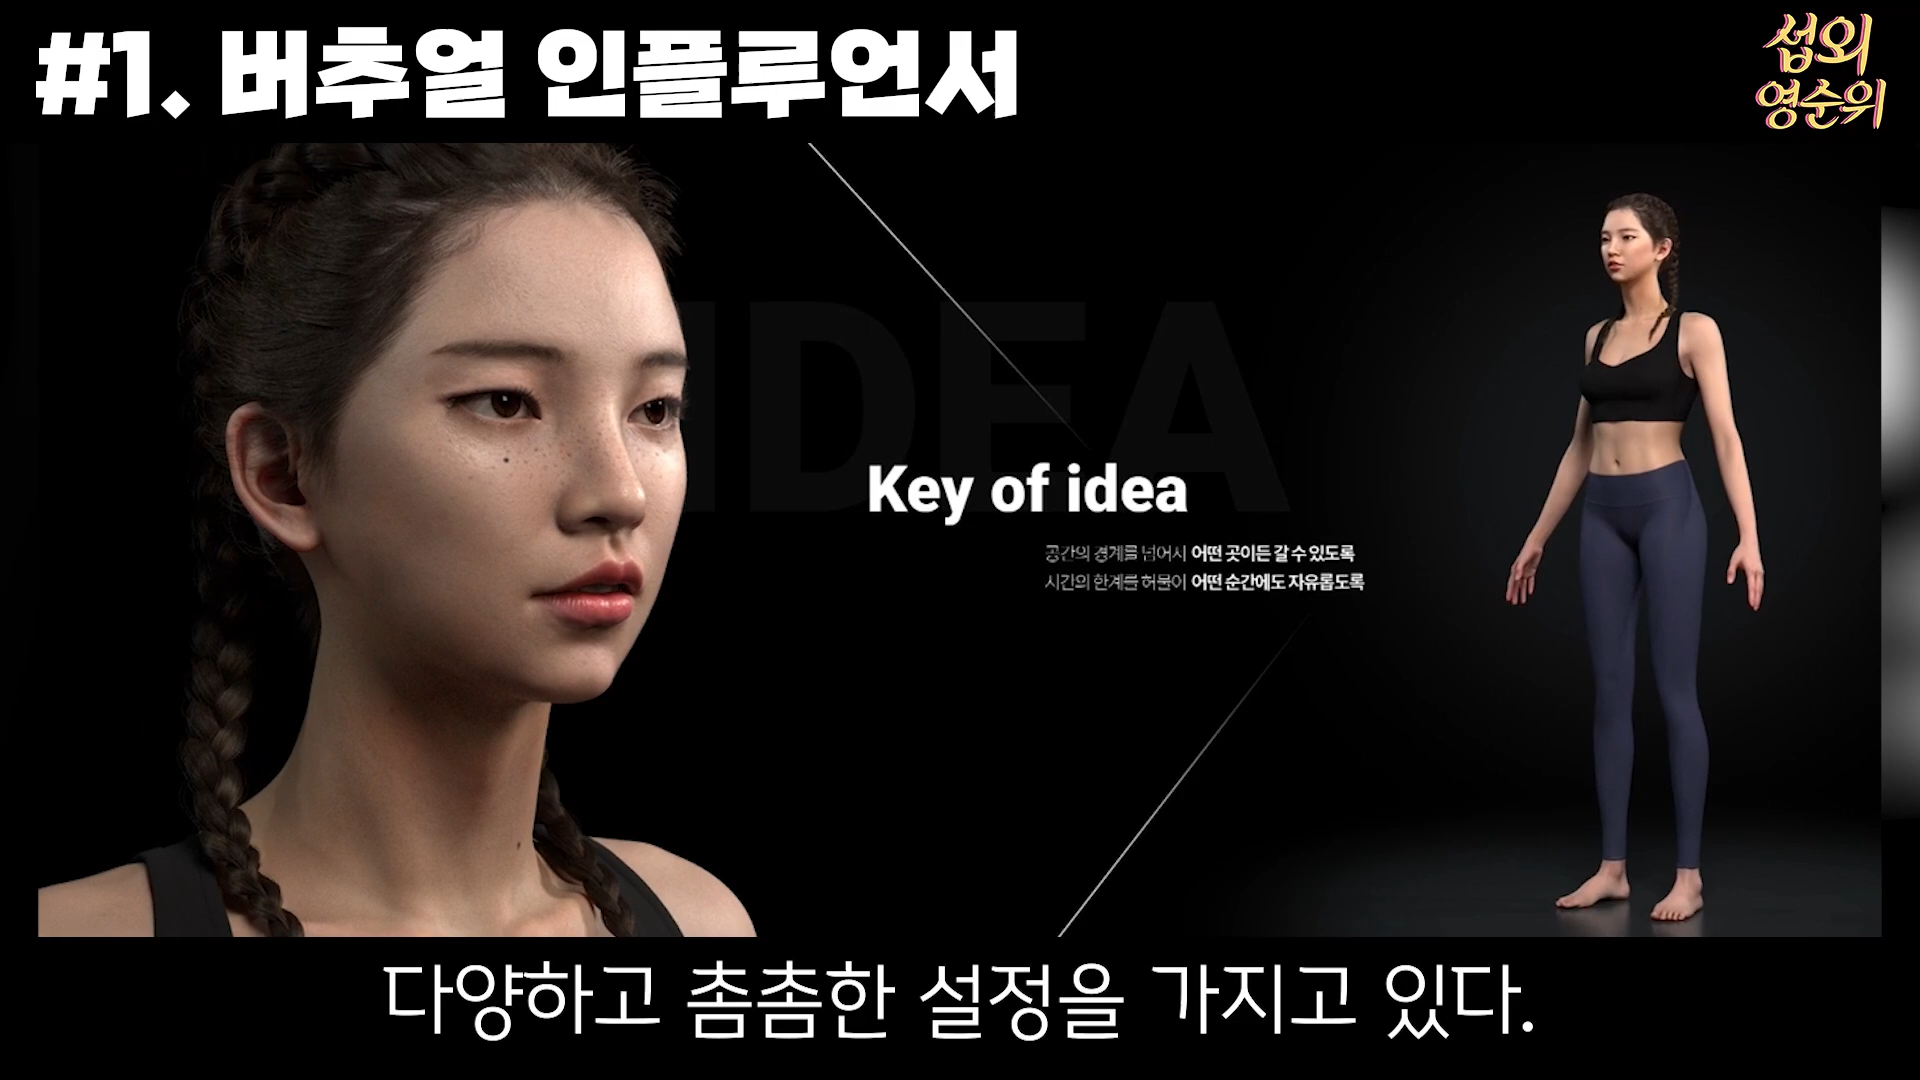 #1. 버추얼 인플루언서
섭외
영순위
IDEA
Key of idea
공간의 경계를 넘어서 어떤 곳이든 갈 수 있도록
시간의 한계를 허물어 어떤 순간에도 자유롭도록
다양하고 촘촘한 설정을 가지고 있다.